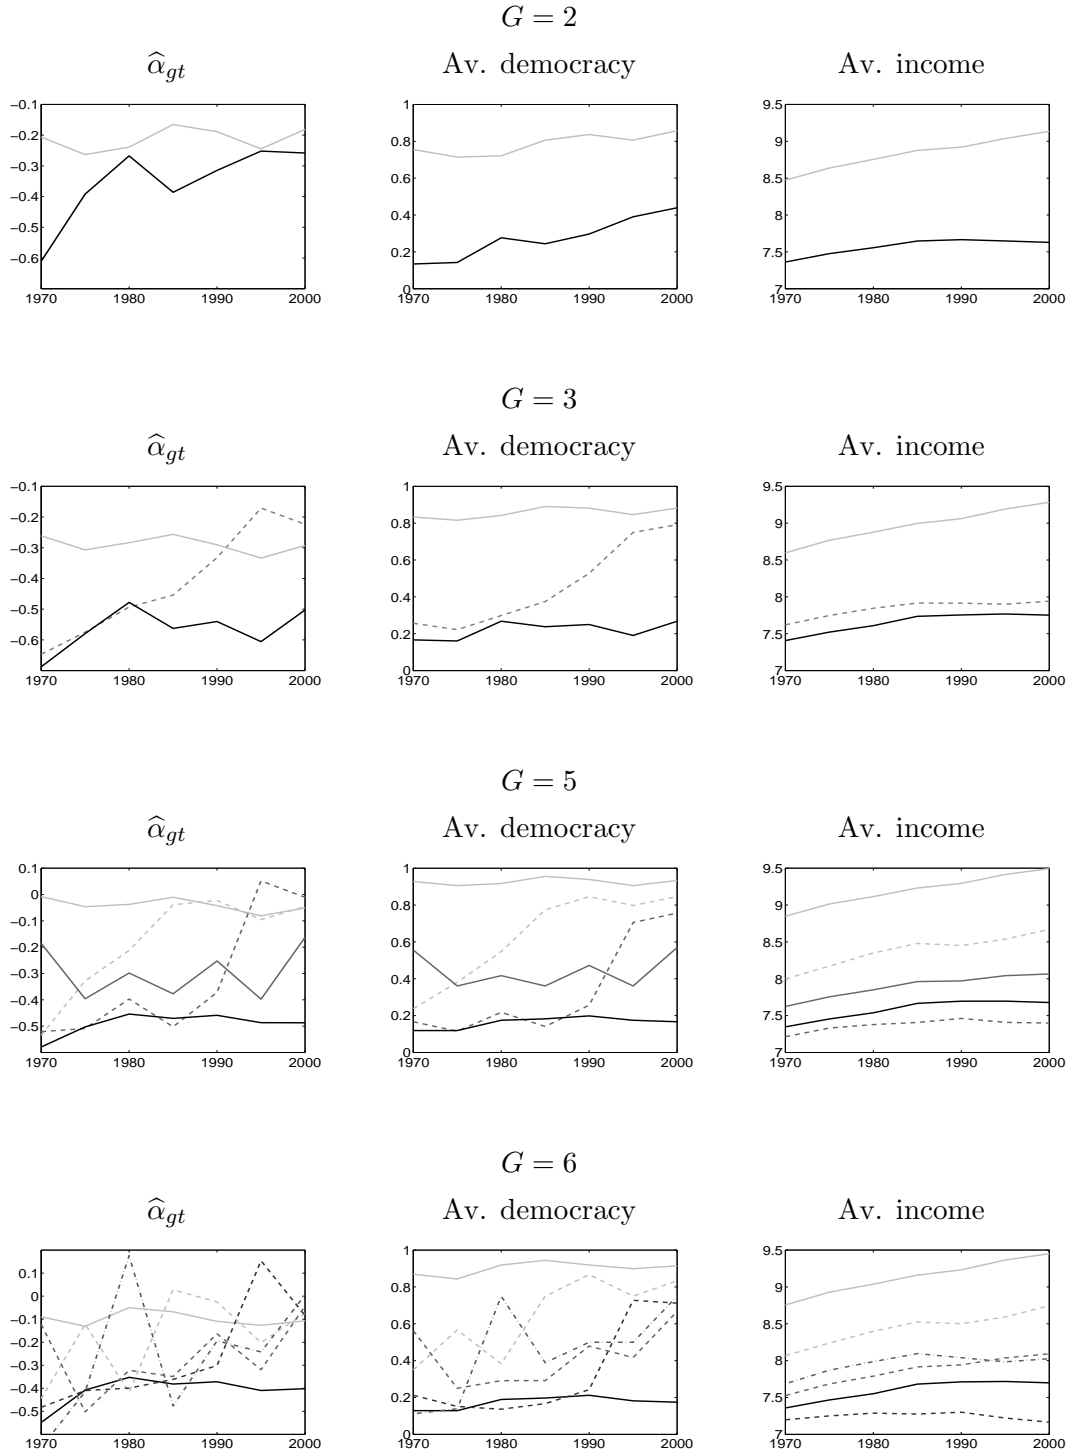 G = 2
α̂gt Av. democracy Av. income
−0.1 −0.2 −0.3 −0.4 −0.5 −0.6 1970 1980 1990 2000
1 0.8 0.6 0.4 0.2 0 1970 1980 1990 2000
9.5 9 8.5 8 7.5 7 1970 1980 1990 2000
G = 3
α̂gt Av. democracy Av. income
−0.1 −0.2 −0.3 −0.4 −0.5 −0.6 1970 1980 1990 2000
1 0.8 0.6 0.4 0.2 0 1970 1980 1990 2000
9.5 9 8.5 8 7.5 7 1970 1980 1990 2000
G = 5
α̂gt Av. democracy Av. income
0.1 0 −0.1 −0.2 −0.3 −0.4 −0.5 1970 1980 1990 2000
1 0.8 0.6 0.4 0.2 0 1970 1980 1990 2000
9.5 9 8.5 8 7.5 7 1970 1980 1990 2000
G = 6
α̂gt Av. democracy Av. income
0.1 0 −0.1 −0.2 −0.3 −0.4 −0.5 1970 1980 1990 2000
1 0.8 0.6 0.4 0.2 0 1970 1980 1990 2000
9.5 9 8.5 8 7.5 7 1970 1980 1990 2000